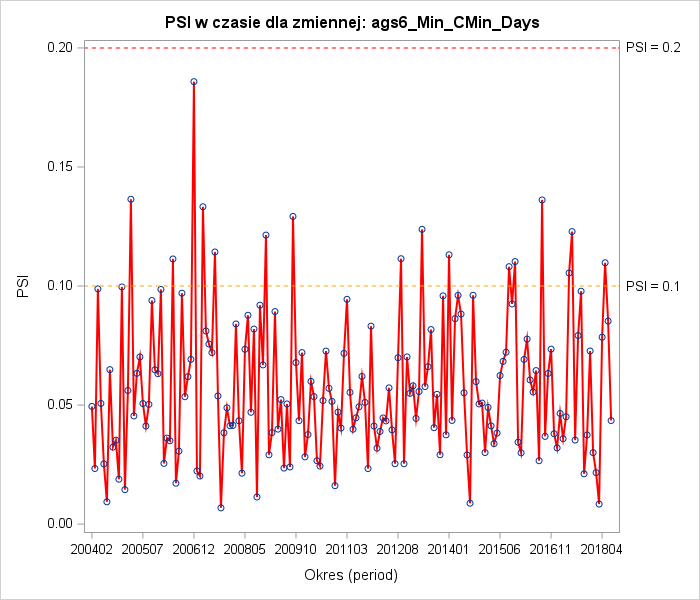 PSI w czasie dla zmiennej: ags6_Min_CMin_Days
0.20
PSI = 0.2
0.15
PSI
0.10
PSI = 0.1
0.05
0.00
200402 200507 200612 200805 200910 201103 201208 201401 201506 201611 201804
Okres (period)